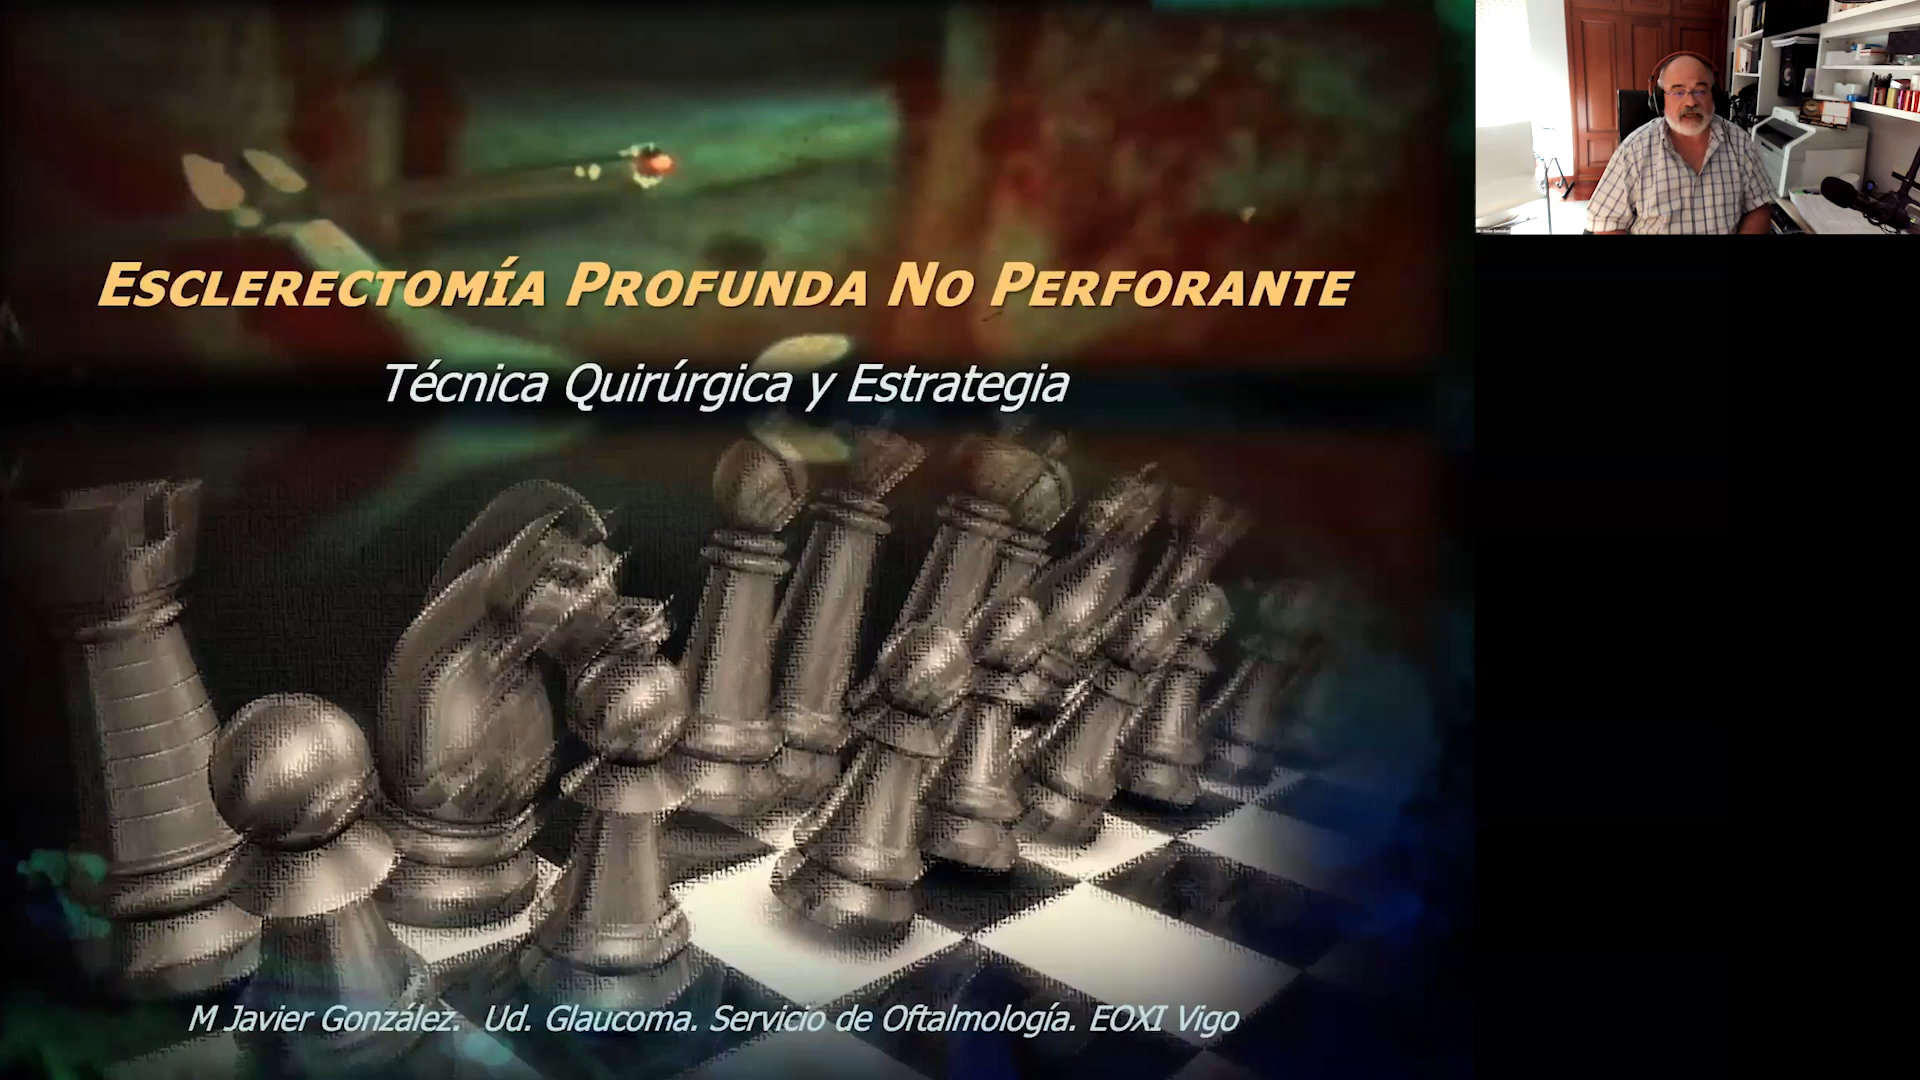 Esclerectomía Profunda No Perforante
Técnica Quirúrgica y Estrategia
M Javier González. Ud. Glaucoma. Servicio de Oftalmología. EOXI Vigo